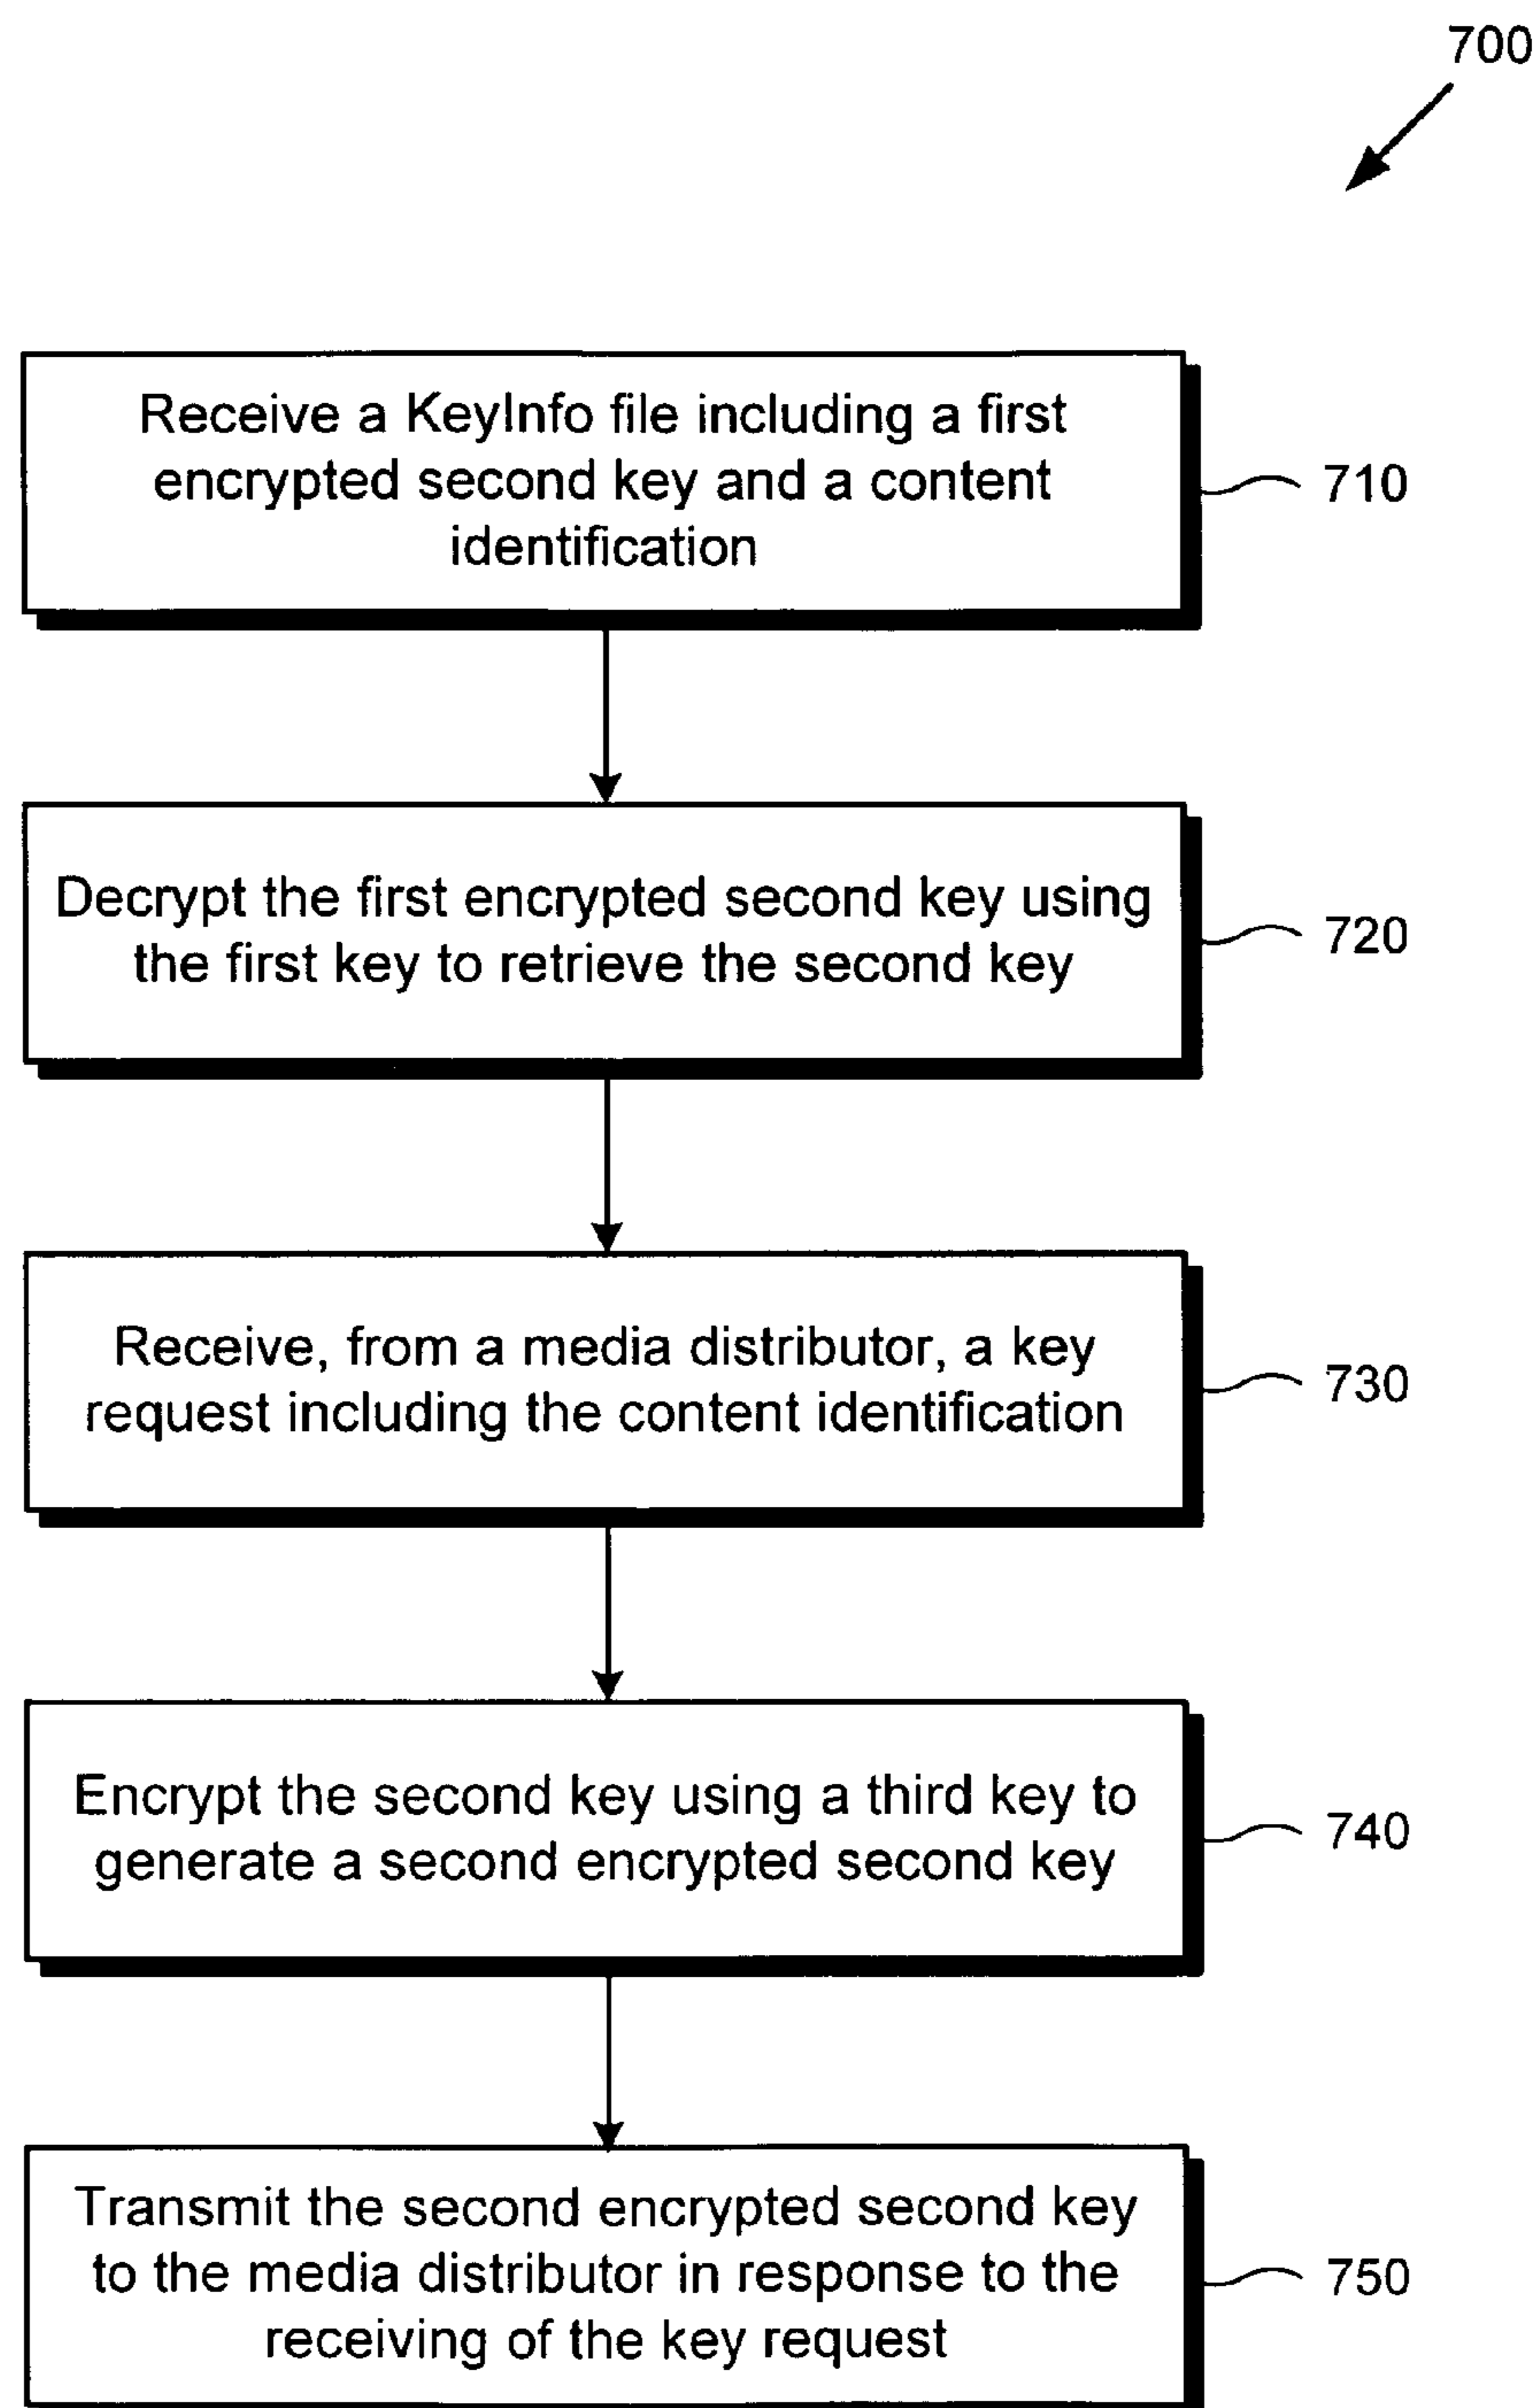 700
Receive a KeyInfo file including a first
encrypted second key and a content
identification
710
Decrypt the first encrypted second key using
the first key to retrieve the second key
720
Receive, from a media distributor, a key
request including the content identification
730
Encrypt the second key using a third key to
generate a second encrypted second key
740
Transmit the second encrypted second key
to the media distributor in response to the
receiving of the key request
750